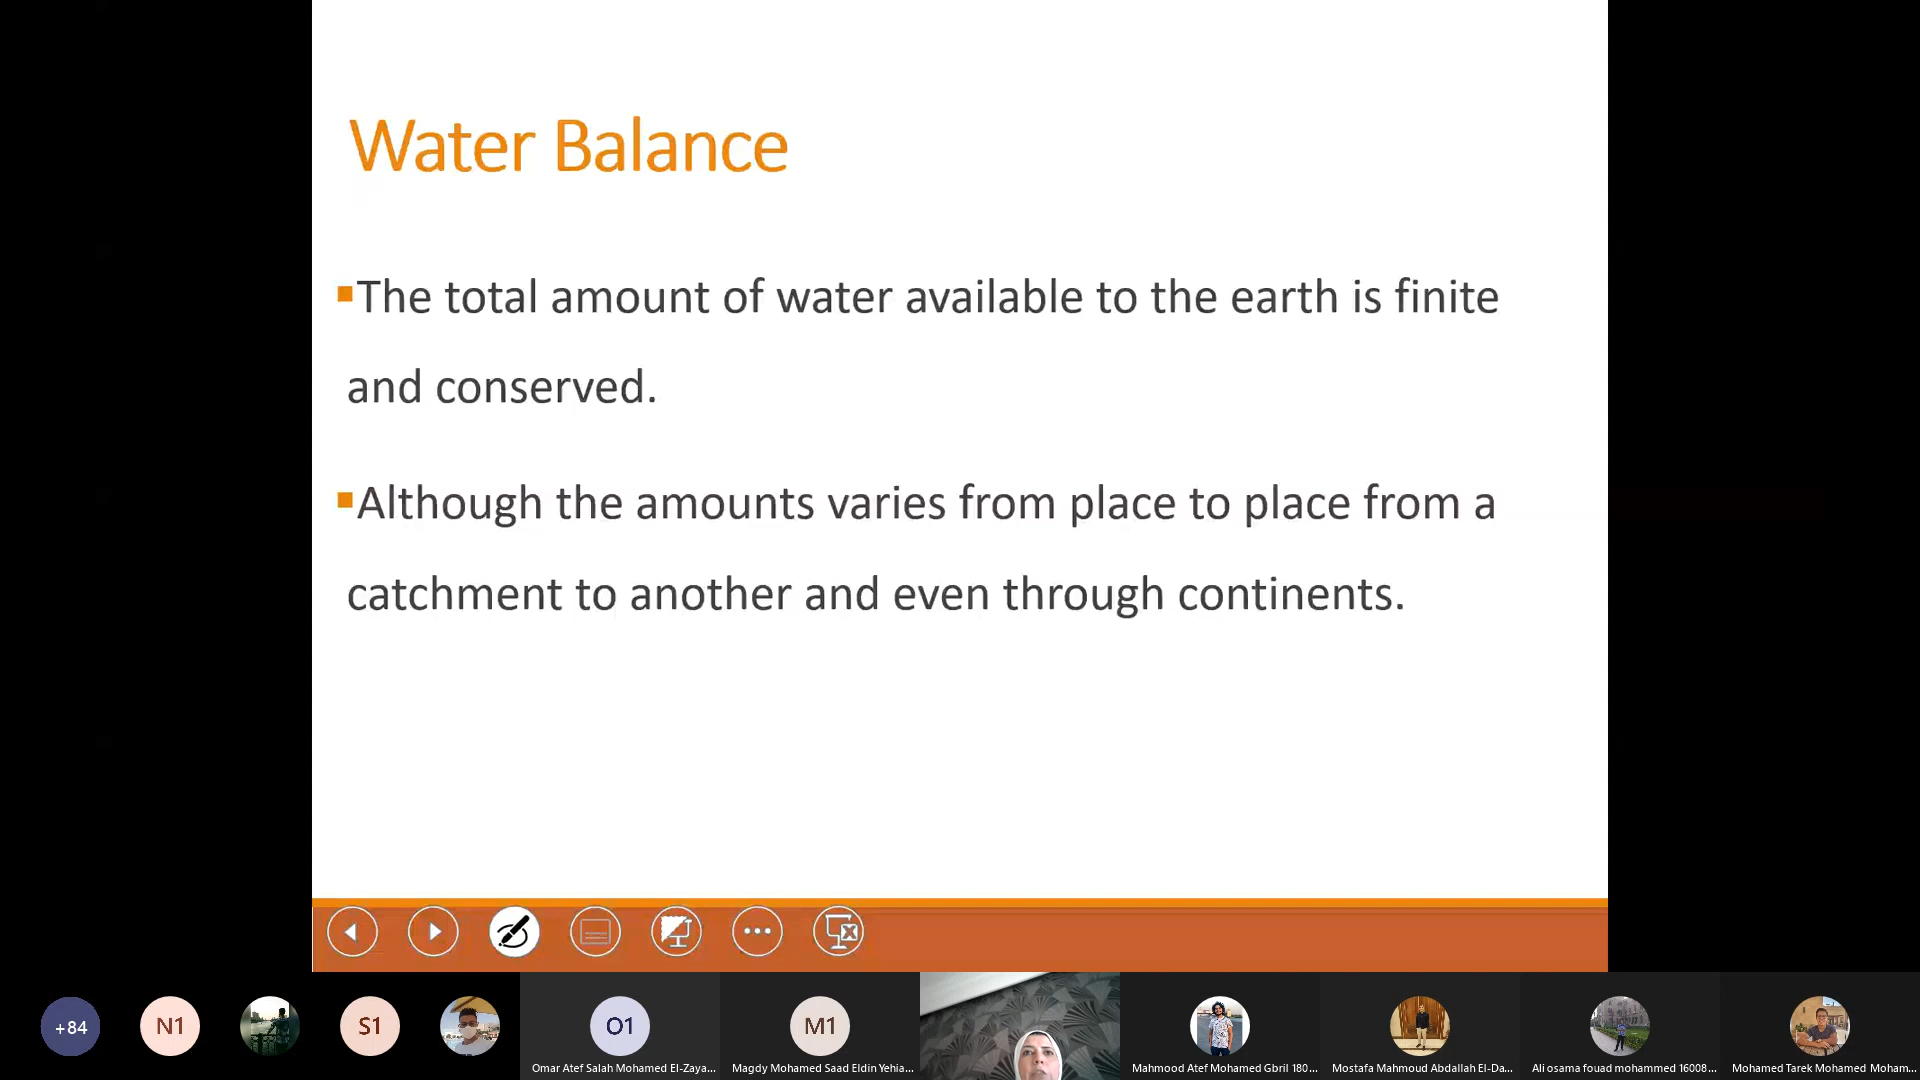 Water Balance
▪The total amount of water available to the earth is finite
and conserved.
▪Although the amounts varies from place to place from a
catchment to another and even through continents.
+84
N1
S1
O1
M1
Omar Atef Salah Mohamed El-Zaya...
Magdy Mohamed Saad Eldin Yehia...
Mahmood Atef Mohamed Gbril 180...
Mostafa Mahmoud Abdallah El-Da...
Ali osama fouad mohammed 16008...
Mohamed Tarek Mohamed Moham...